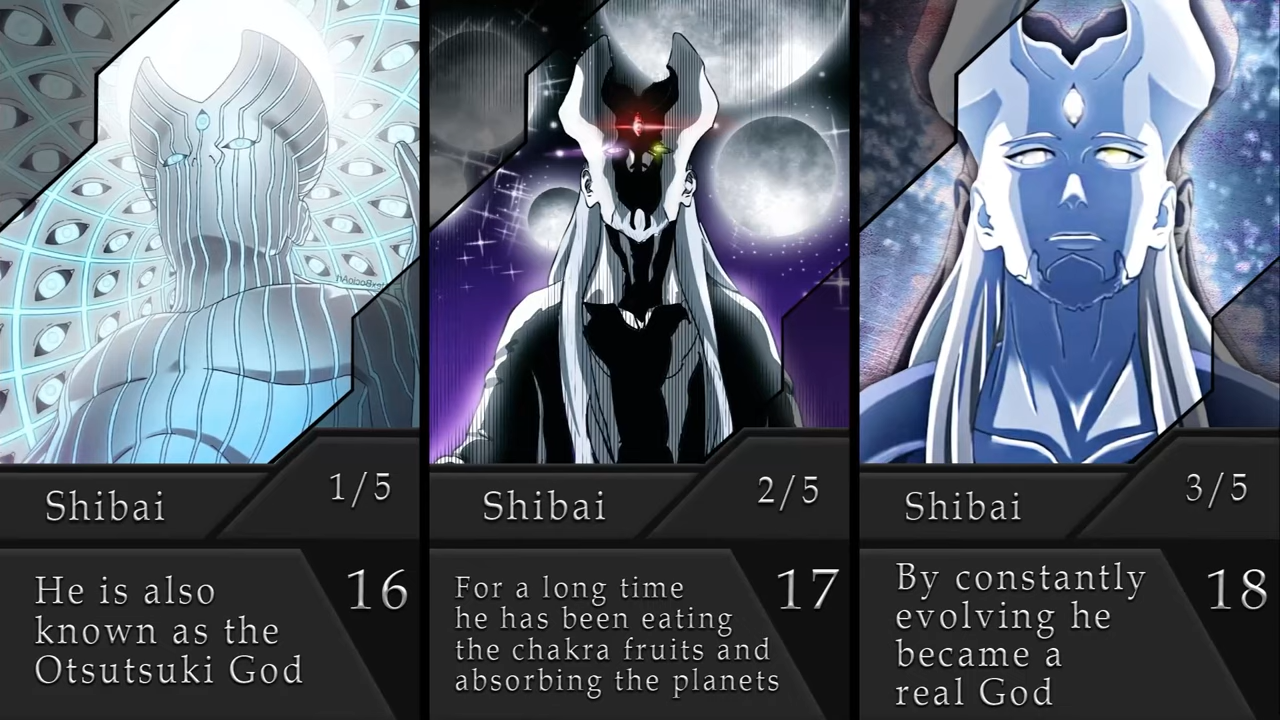 Shibai
1/5
He is also
known as the
Otsutsuki God
16
Shibai
2/5
For a long time
he has been eating
the chakra fruits and
absorbing the planets
17
Shibai
3/5
By constantly
evolving he
became a
real God
18